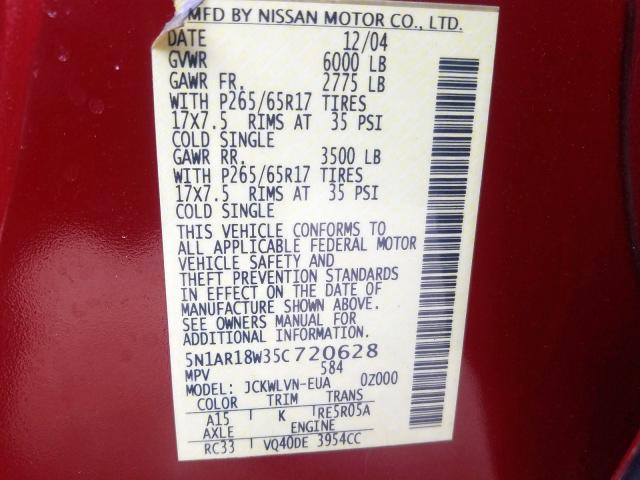 MFD BY NISSAN MOTOR CO., LTD.
DATE 12/04
GVWR 6000 LB
GAWR FR. 2775 LB
WITH P265/65R17 TIRES
17X7.5 RIMS AT 35 PSI
COLD SINGLE
GAWR RR. 3500 LB
WITH P265/65R17 TIRES
17X7.5 RIMS AT 35 PSI
COLD SINGLE
THIS VEHICLE CONFORMS TO
ALL APPLICABLE FEDERAL MOTOR
VEHICLE SAFETY AND
THEFT PREVENTION STANDARDS
IN EFFECT ON THE DATE OF
MANUFACTURE SHOWN ABOVE.
SEE OWNERS MANUAL FOR
ADDITIONAL INFORMATION.
5N1AR18W35C720628
MPV 584
MODEL: JCKWLVN-EUA 0Z000
COLOR TRIM TRANS
A15 K RE5R05A
AXLE ENGINE
RC33 VQ40DE 3954CC